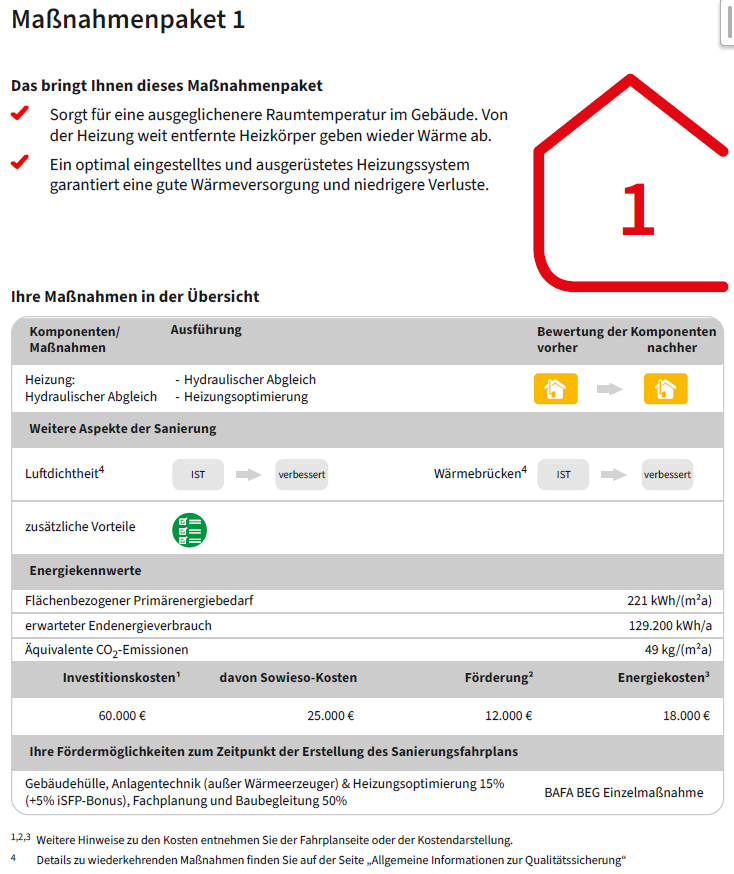 Maßnahmenpaket 1
Das bringt Ihnen dieses Maßnahmenpaket
Sorgt für eine ausgeglichenere Raumtemperatur im Gebäude. Von
der Heizung weit entfernte Heizkörper geben wieder Wärme ab.
Ein optimal eingestelltes und ausgerüstetes Heizungssystem
garantiert eine gute Wärmeversorgung und niedrigere Verluste.
1
Ihre Maßnahmen in der Übersicht
Komponenten/ Ausführung Bewertung der Komponenten
Maßnahmen vorher nachher
Heizung: - Hydraulischer Abgleich
Hydraulischer Abgleich - Heizungsoptimierung
Weitere Aspekte der Sanierung
Luftdichtheit⁴ IST verbessert Wärmebrücken⁴ IST verbessert
zusätzliche Vorteile
Energiekennwerte
Flächenbezogener Primärenergiebedarf 221 kWh/(m²a)
erwarteter Endenergieverbrauch 129.200 kWh/a
Äquivalente CO₂-Emissionen 49 kg/(m²a)
Investitionskosten¹ davon Sowieso-Kosten Förderung² Energiekosten³
60.000 € 25.000 € 12.000 € 18.000 €
Ihre Fördermöglichkeiten zum Zeitpunkt der Erstellung des Sanierungsfahrplans
Gebäudehülle, Anlagentechnik (außer Wärmeerzeuger) & Heizungsoptimierung 15%
(+5% iSFP-Bonus), Fachplanung und Baubegleitung 50% BAFA BEG Einzelmaßnahme
1,2,3 Weitere Hinweise zu den Kosten entnehmen Sie der Fahrplanseite oder der Kostendarstellung.
4 Details zu wiederkehrenden Maßnahmen finden Sie auf der Seite „Allgemeine Informationen zur Qualitätssicherung“